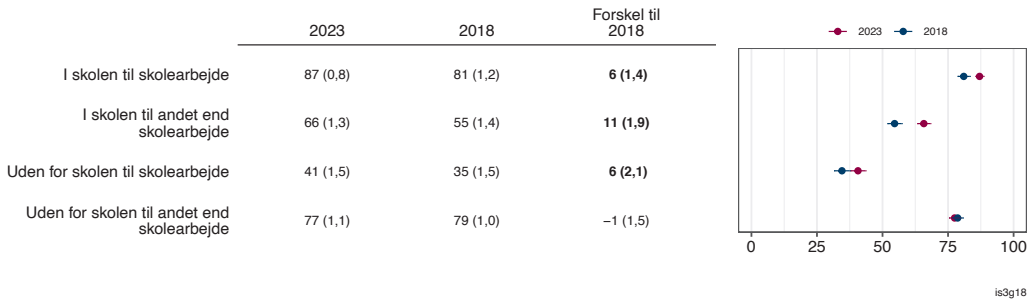 Forskel til
2023 2018 2018
2023 2018
I skolen til skolearbejde 87 (0,8) 81 (1,2) 6 (1,4)
I skolen til andet end
skolearbejde 66 (1,3) 55 (1,4) 11 (1,9)
Uden for skolen til skolearbejde 41 (1,5) 35 (1,5) 6 (2,1)
Uden for skolen til andet end
skolearbejde 77 (1,1) 79 (1,0) −1 (1,5)
0 25 50 75 100
is3g18